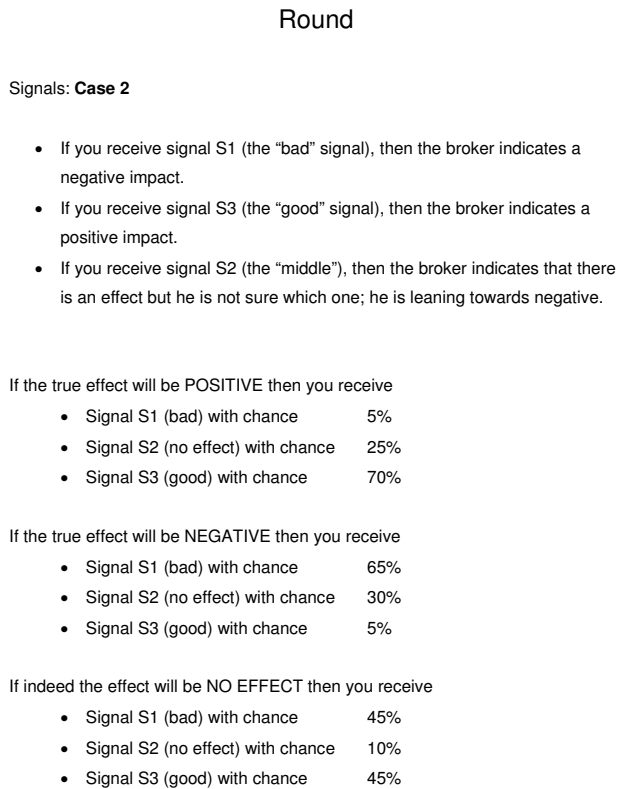 Round
Signals: Case 2
• If you receive signal S1 (the “bad” signal), then the broker indicates a
negative impact.
• If you receive signal S3 (the “good” signal), then the broker indicates a
positive impact.
• If you receive signal S2 (the “middle”), then the broker indicates that there
is an effect but he is not sure which one; he is leaning towards negative.
If the true effect will be POSITIVE then you receive
• Signal S1 (bad) with chance 5%
• Signal S2 (no effect) with chance 25%
• Signal S3 (good) with chance 70%
If the true effect will be NEGATIVE then you receive
• Signal S1 (bad) with chance 65%
• Signal S2 (no effect) with chance 30%
• Signal S3 (good) with chance 5%
If indeed the effect will be NO EFFECT then you receive
• Signal S1 (bad) with chance 45%
• Signal S2 (no effect) with chance 10%
• Signal S3 (good) with chance 45%